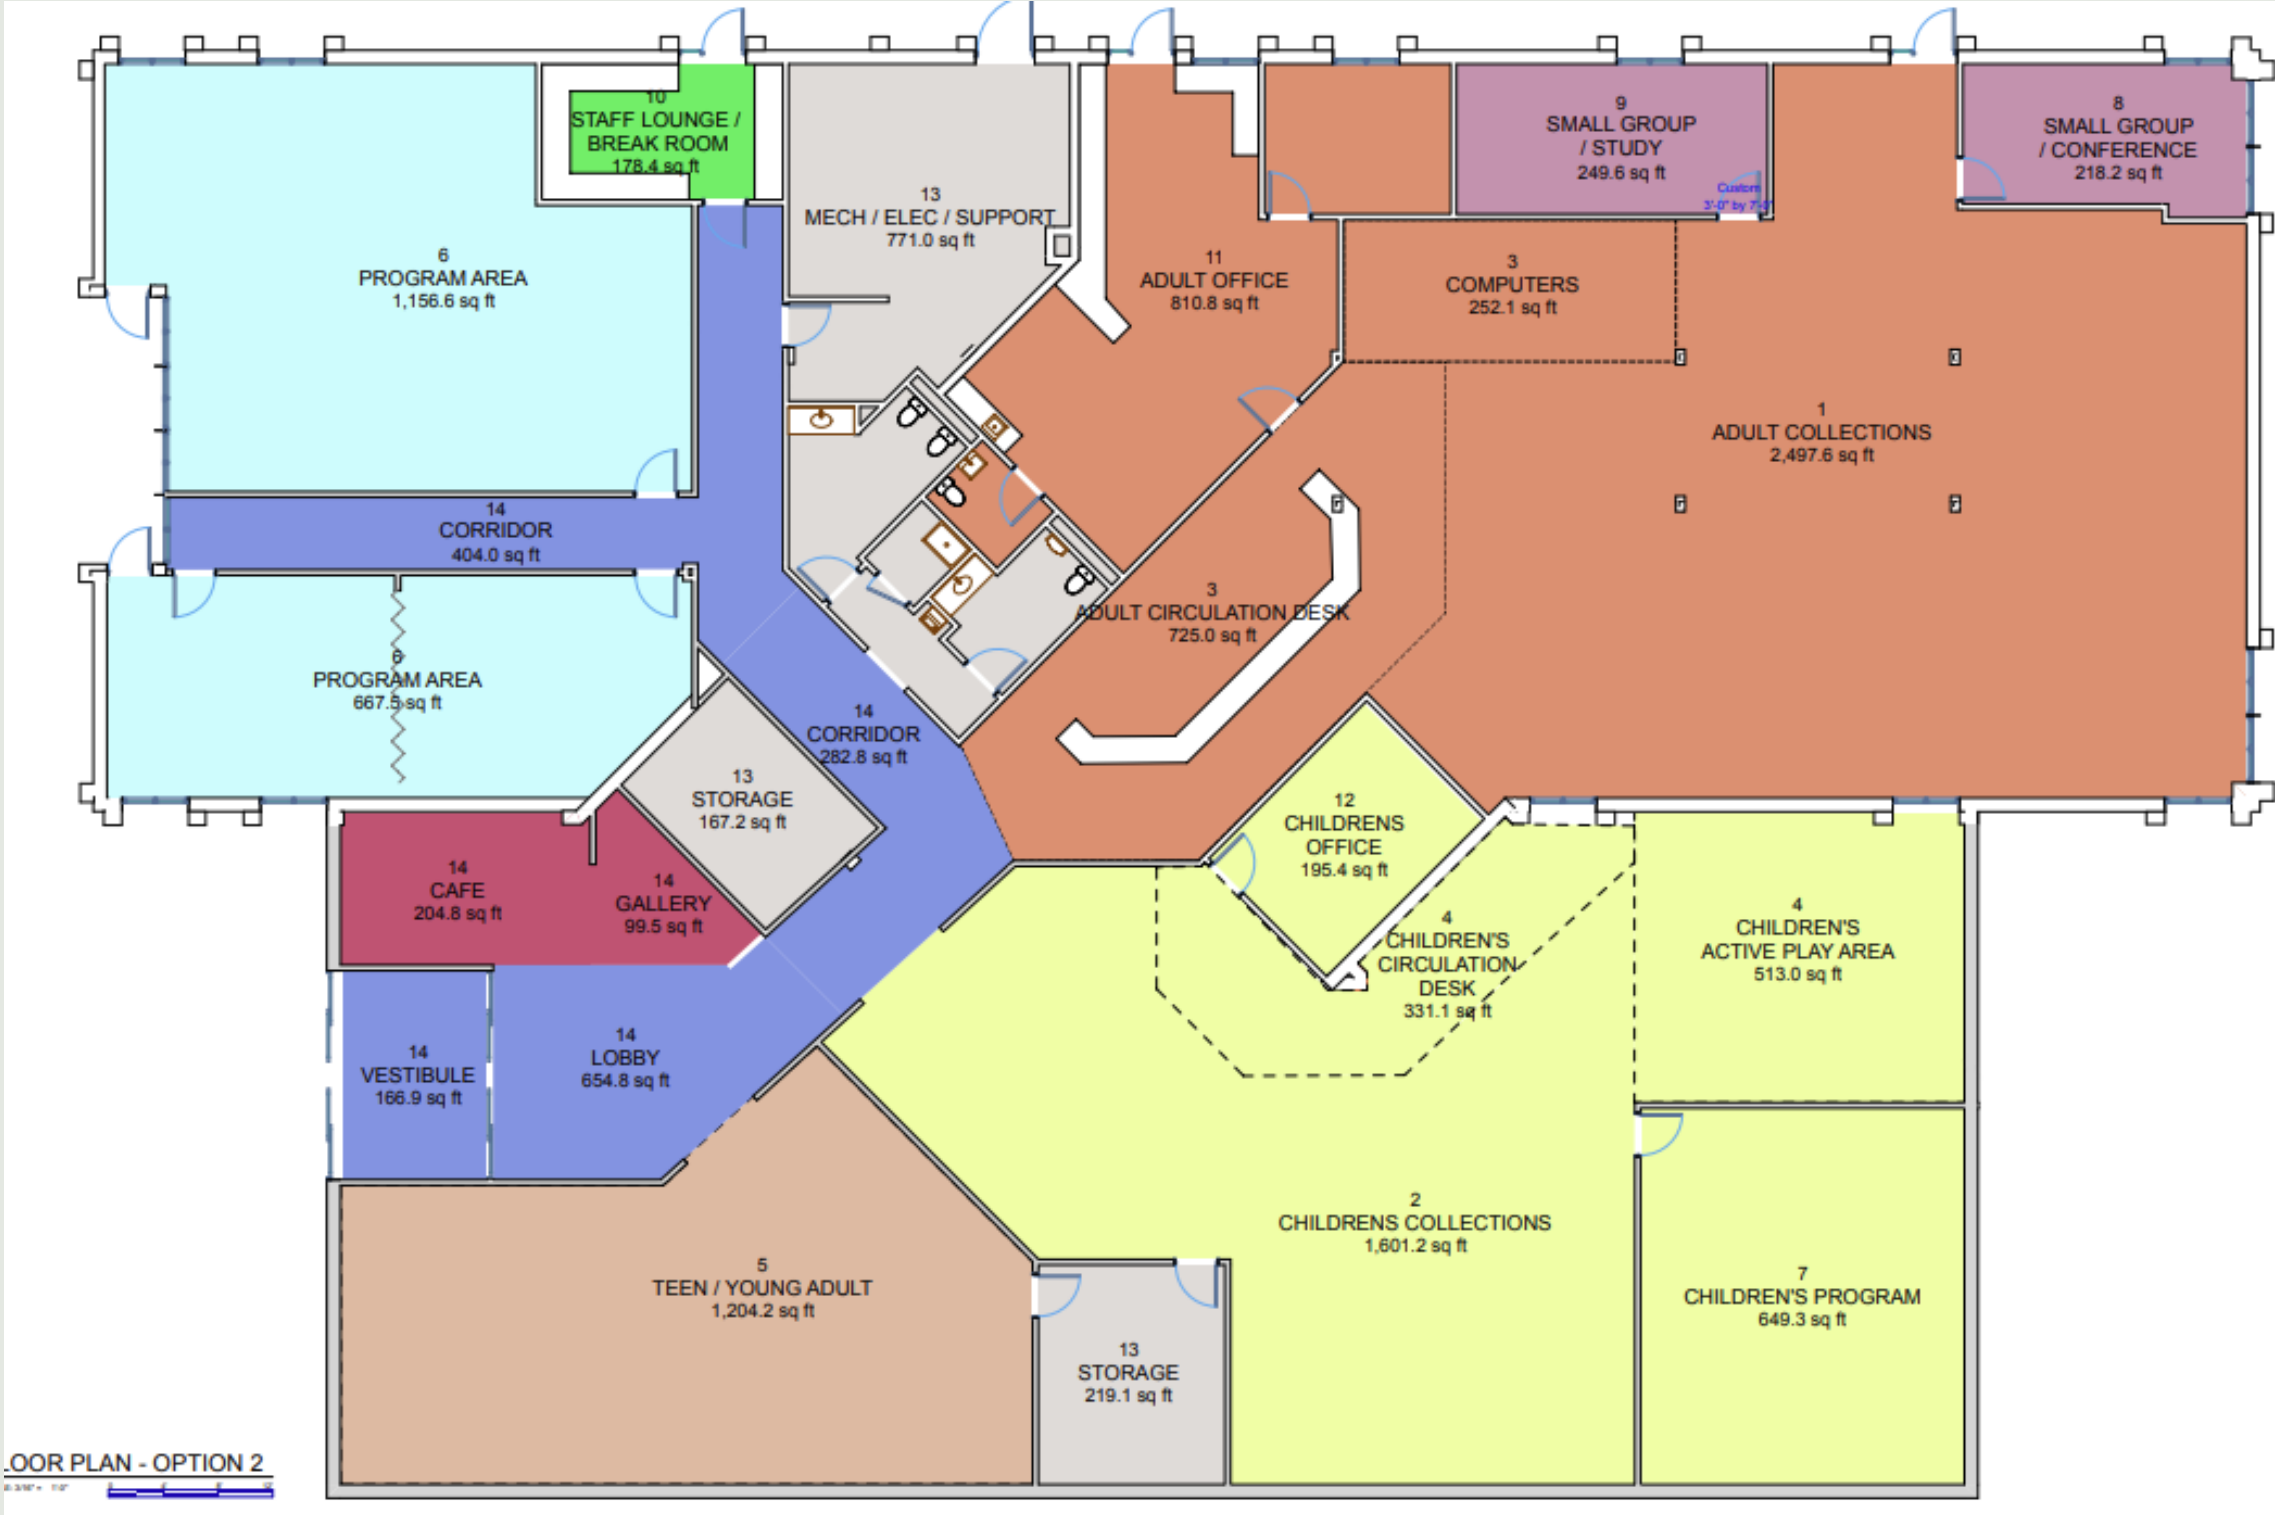 10
STAFF LOUNGE /
BREAK ROOM
178.4 sq ft
9
SMALL GROUP
/ STUDY
249.6 sq ft
Custom
8
SMALL GROUP
/ CONFERENCE
218.2 sq ft
13
MECH / ELEC / SUPPORT
771.0 sq ft
6
PROGRAM AREA
1,156.6 sq ft
11
ADULT OFFICE
810.8 sq ft
3
COMPUTERS
252.1 sq ft
1
ADULT COLLECTIONS
2,497.6 sq ft
14
CORRIDOR
404.0 sq ft
3
ADULT CIRCULATION DESK
725.0 sq ft
6
PROGRAM AREA
667.5 sq ft
14
CORRIDOR
282.8 sq ft
13
STORAGE
167.2 sq ft
12
CHILDRENS
OFFICE
195.4 sq ft
14
CAFE
204.8 sq ft
14
GALLERY
99.5 sq ft
4
CHILDREN'S
CIRCULATION
DESK
331.1 sq ft
4
CHILDREN'S
ACTIVE PLAY AREA
513.0 sq ft
14
VESTIBULE
166.9 sq ft
14
LOBBY
654.8 sq ft
2
CHILDRENS COLLECTIONS
1,601.2 sq ft
5
TEEN / YOUNG ADULT
1,204.2 sq ft
7
CHILDREN'S PROGRAM
649.3 sq ft
13
STORAGE
219.1 sq ft
LOOR PLAN - OPTION 2